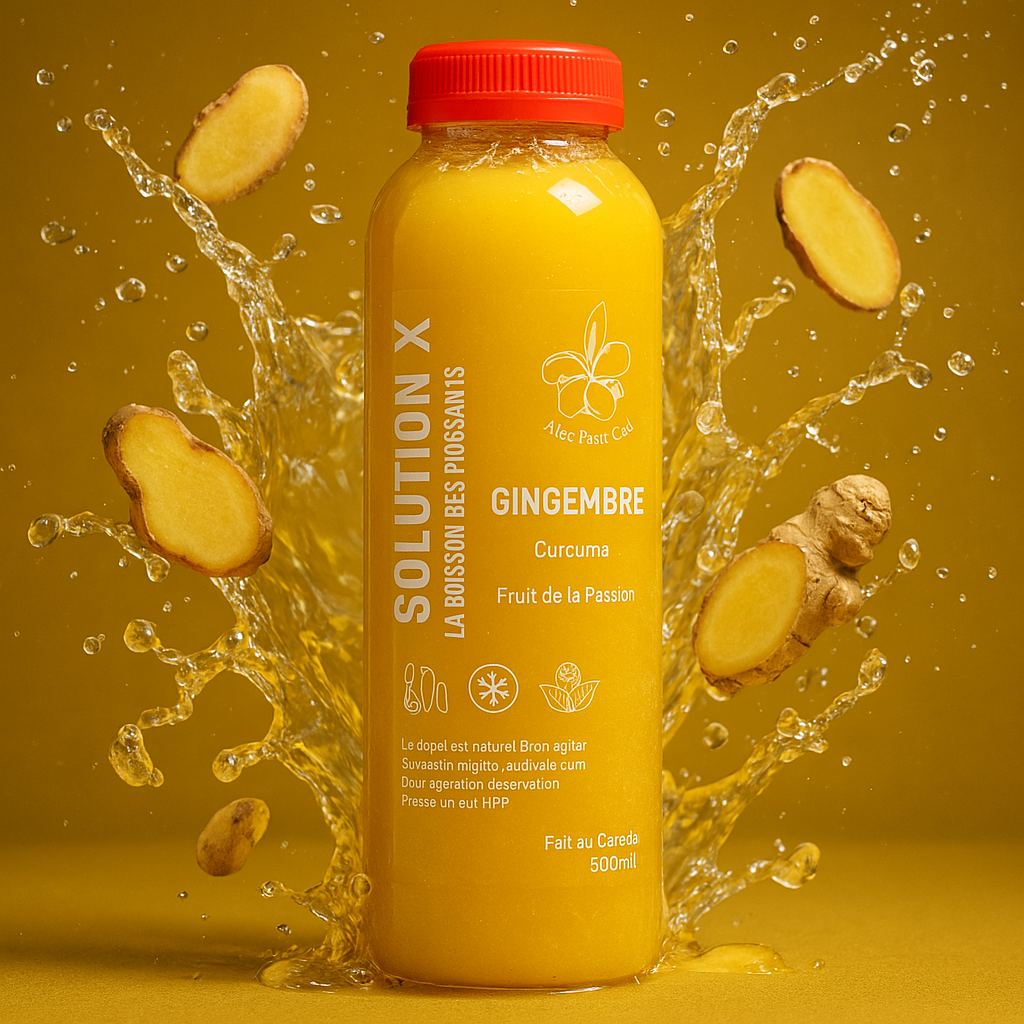 SOLUTION X
LA BOISSON BES PIO6SAN1S
Alec Pastt Cad
GINGEMBRE
Curcuma
Fruit de la Passion
Le dopel est naturel Bron agitar
Suvaastin migitto , audivale cum
Dour ageration deservation
Presse un eut HPP
Fait au Careda
500mil